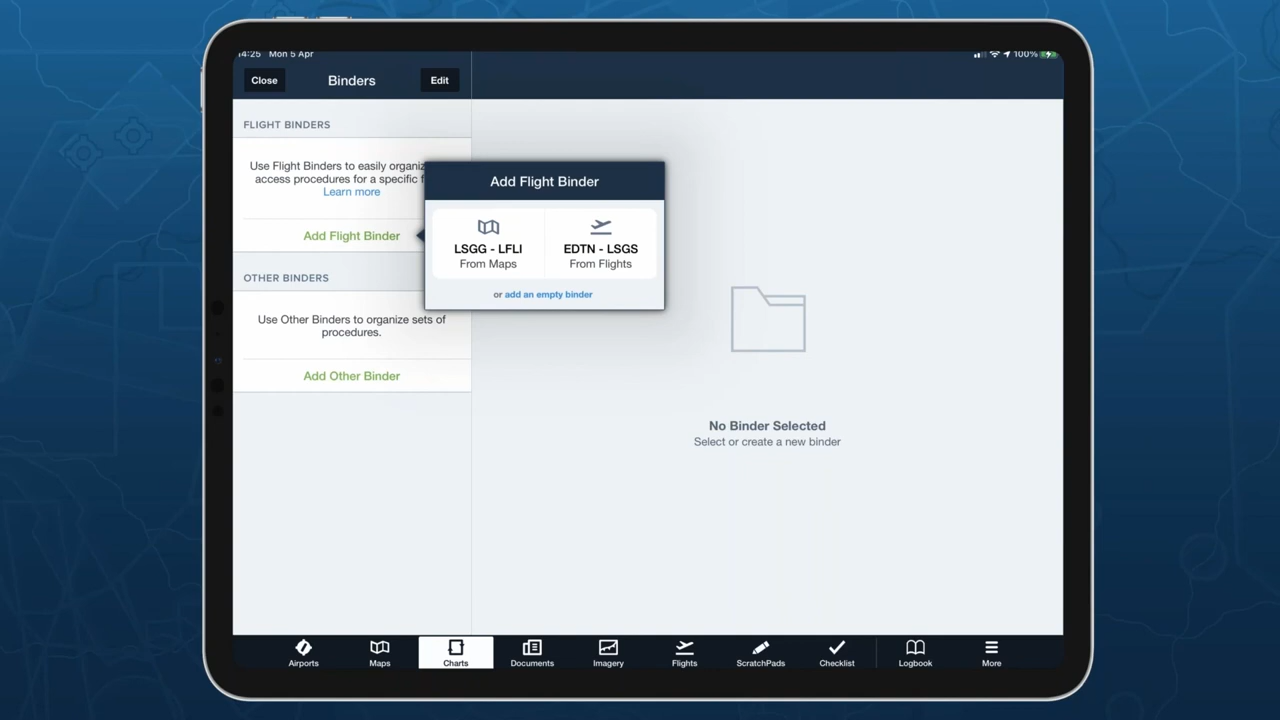 14:25 Mon 5 Apr
100%
Close
Binders
Edit
FLIGHT BINDERS
Use Flight Binders to easily organiz
access procedures for a specific f
Learn more
Add Flight Binder
OTHER BINDERS
Use Other Binders to organize sets of
procedures.
Add Other Binder
Add Flight Binder
LSGG - LFLI
From Maps
EDTN - LSGS
From Flights
or add an empty binder
No Binder Selected
Select or create a new binder
Airports
Maps
Charts
Documents
Imagery
Flights
ScratchPads
Checklist
Logbook
More